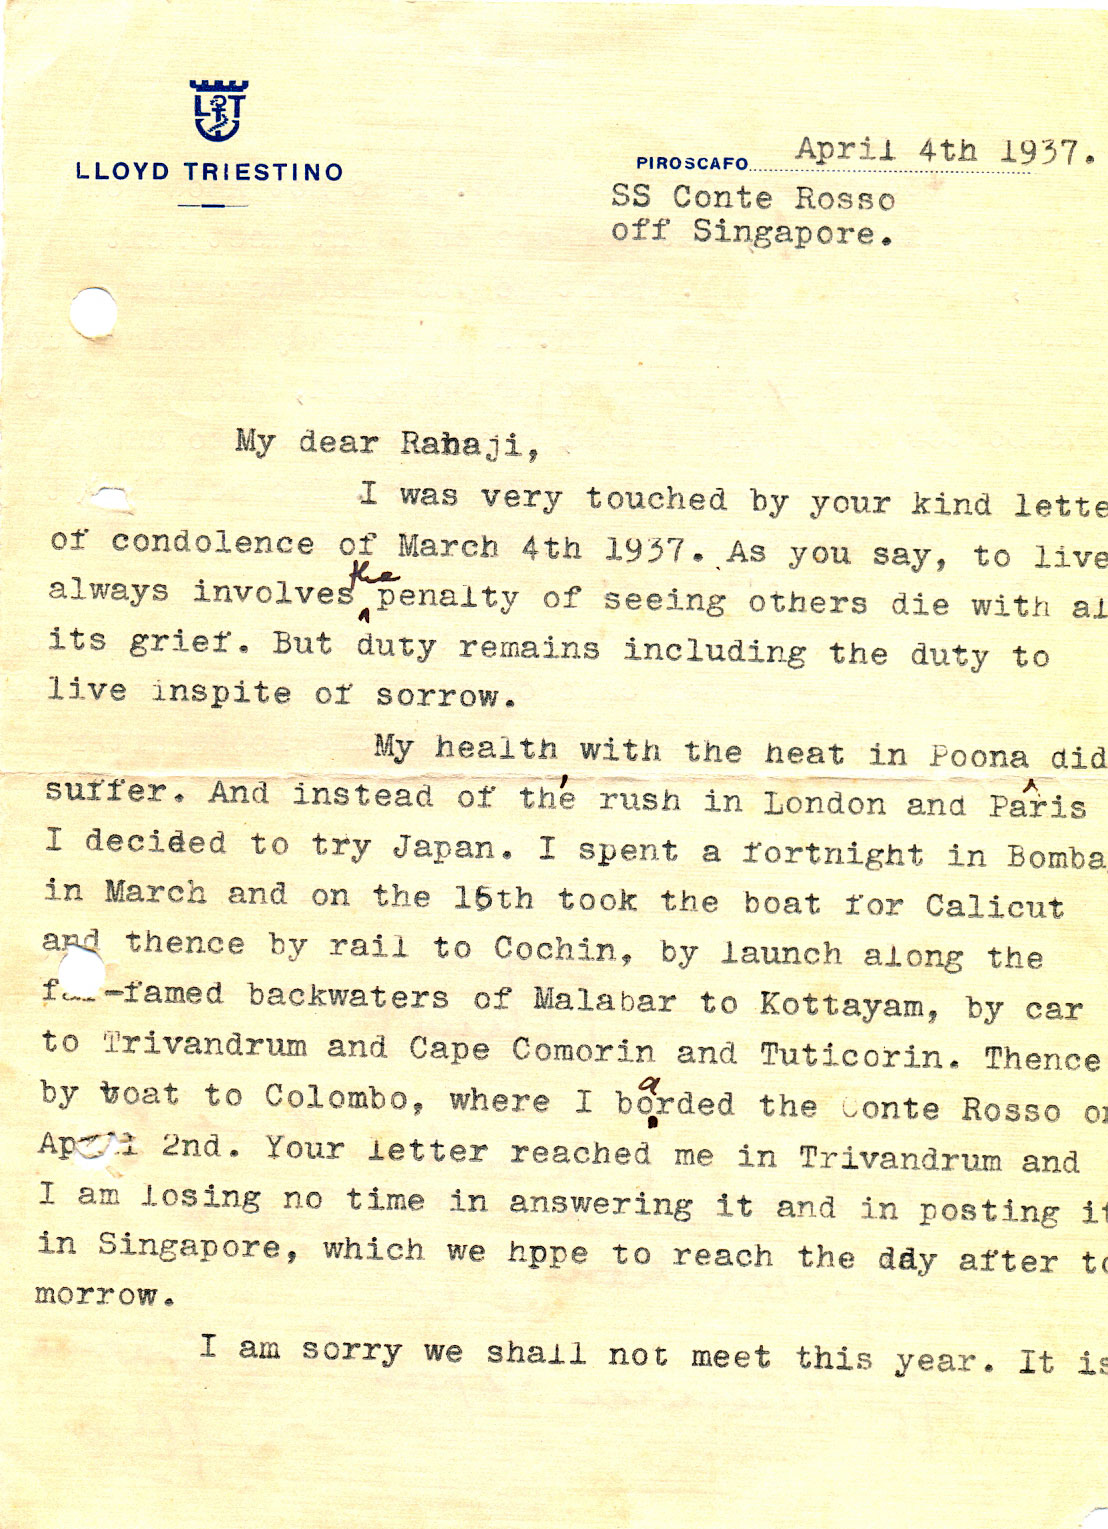 LLOYD TRIESTINO
PIROSCAFO
April 4th 1937.
SS Conte Rosso
off Singapore.
My dear Rahaji,
I was very touched by your kind lette
of condolence of March 4th 1937. As you say, to live
always involves the penalty of seeing others die with al
its grief. But duty remains including the duty to
live inspite of sorrow.
My health with the heat in Poona did
suffer. And instead of the rush in London and Paris
I decided to try Japan. I spent a fortnight in Bomba
in March and on the 16th took the boat for Calicut
and thence by rail to Cochin, by launch along the
far-famed backwaters of Malabar to Kottayam, by car
to Trivandrum and Cape Comorin and Tuticorin. Thence
by boat to Colombo, where I boarded the Conte Rosso on
April 2nd. Your letter reached me in Trivandrum and
I am losing no time in answering it and in posting it
in Singapore, which we hppe to reach the day after to
morrow.
I am sorry we shall not meet this year. It is